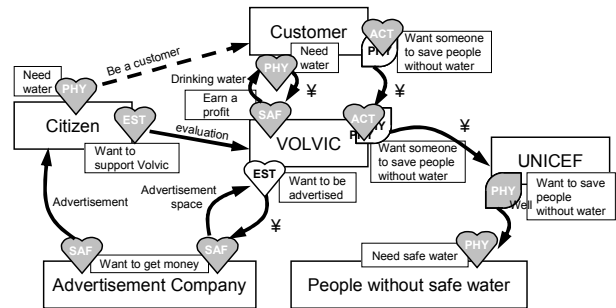 Customer
ACT
PHY
Want someone
to save people
without water
Be a customer
Need
water
PHY
Need
water
PHY
Drinking water
¥
¥
Earn a
profit
SAF
ACT
PHY
Citizen
EST
evaluation
VOLVIC
¥
UNICEF
Want to
support Volvic
Want someone
to save people
without water
EST
Want to be
advertised
PHY
Want to save
people
without water
Well
Advertisement
Advertisement
space
¥
SAF
SAF
Want to get money
Need safe water
PHY
Advertisement Company
People without safe water